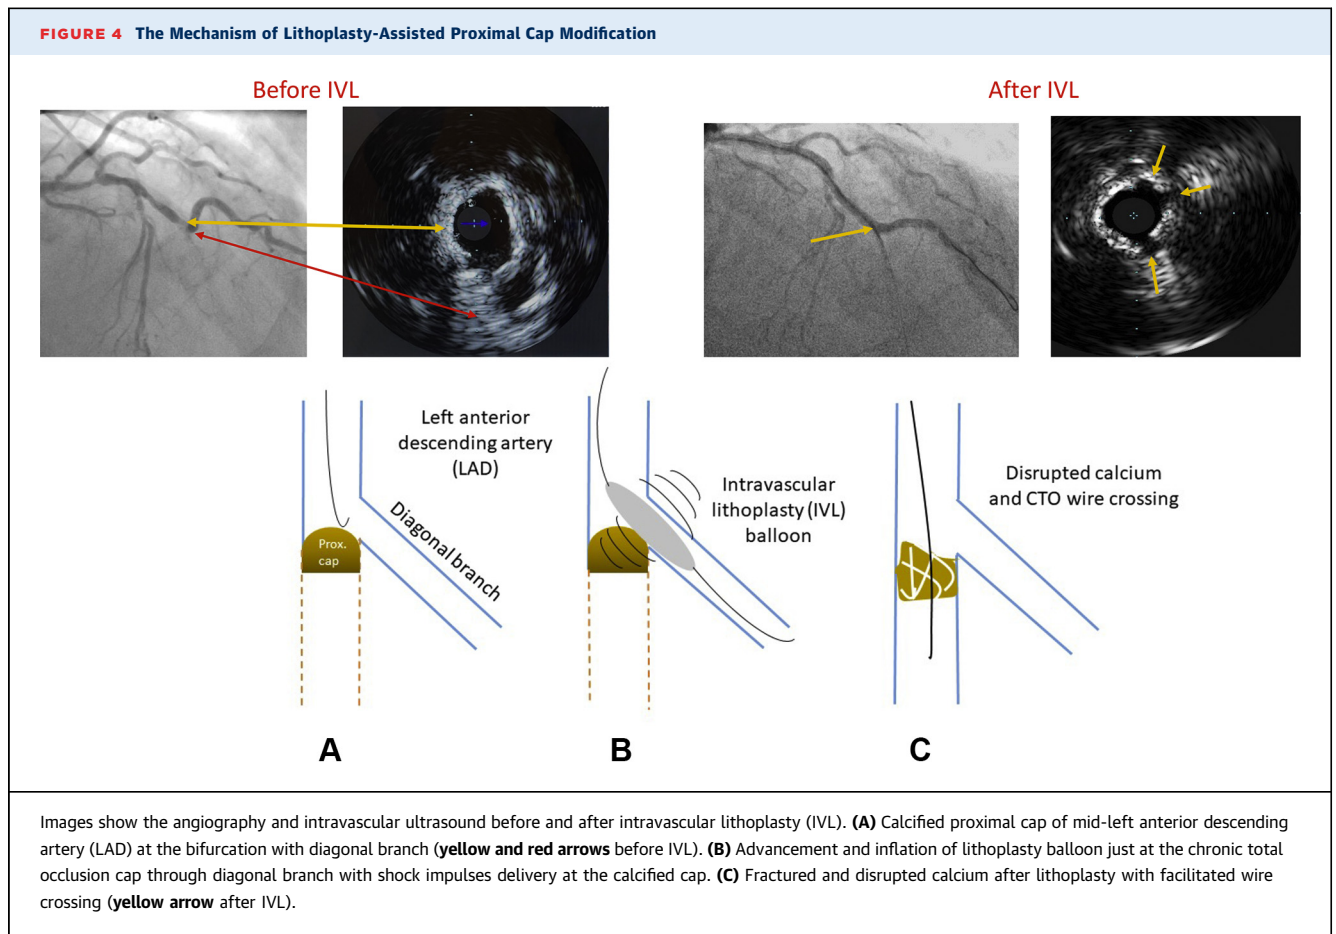 FIGURE 4 The Mechanism of Lithoplasty-Assisted Proximal Cap Modification
Before IVL
After IVL
Left anterior
descending artery
(LAD)
Prox.
cap
Diagonal branch
Intravascular
lithoplasty (IVL)
balloon
Disrupted calcium
and CTO wire crossing
A
B
C
Images show the angiography and intravascular ultrasound before and after intravascular lithoplasty (IVL). (A) Calcified proximal cap of mid-left anterior descending
artery (LAD) at the bifurcation with diagonal branch (yellow and red arrows before IVL). (B) Advancement and inflation of lithoplasty balloon just at the chronic total
occlusion cap through diagonal branch with shock impulses delivery at the calcified cap. (C) Fractured and disrupted calcium after lithoplasty with facilitated wire
crossing (yellow arrow after IVL).